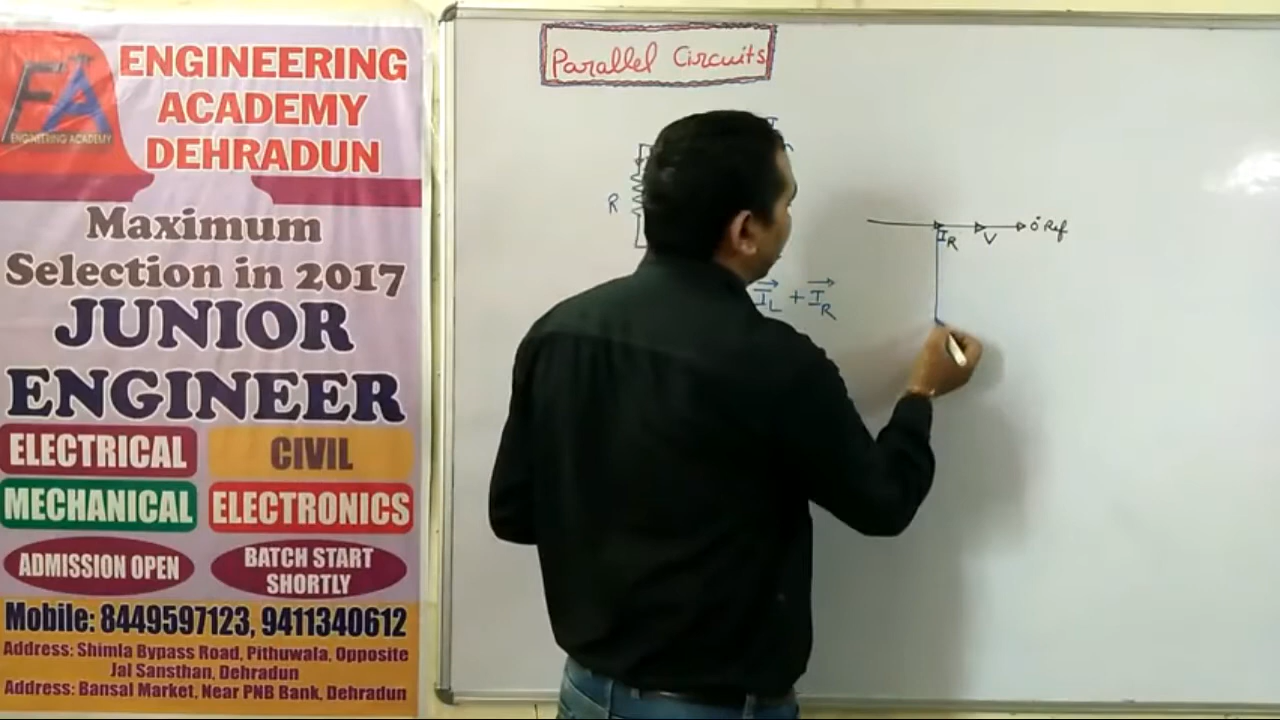 FA
ENGINEERING ACADEMY
ENGINEERING
ACADEMY
DEHRADUN
Maximum
Selection in 2017
JUNIOR
ENGINEER
ELECTRICAL CIVIL
MECHANICAL ELECTRONICS
ADMISSION OPEN
BATCH START
SHORTLY
Mobile: 8449597123, 9411340612
Address: Shimla Bypass Road, Pithuwala, Opposite
Jal Sansthan, Dehradun
Address: Bansal Market, Near PNB Bank, Dehradun
Parallel Circuits
R
I_L + I_R
I_R V 0° Ref